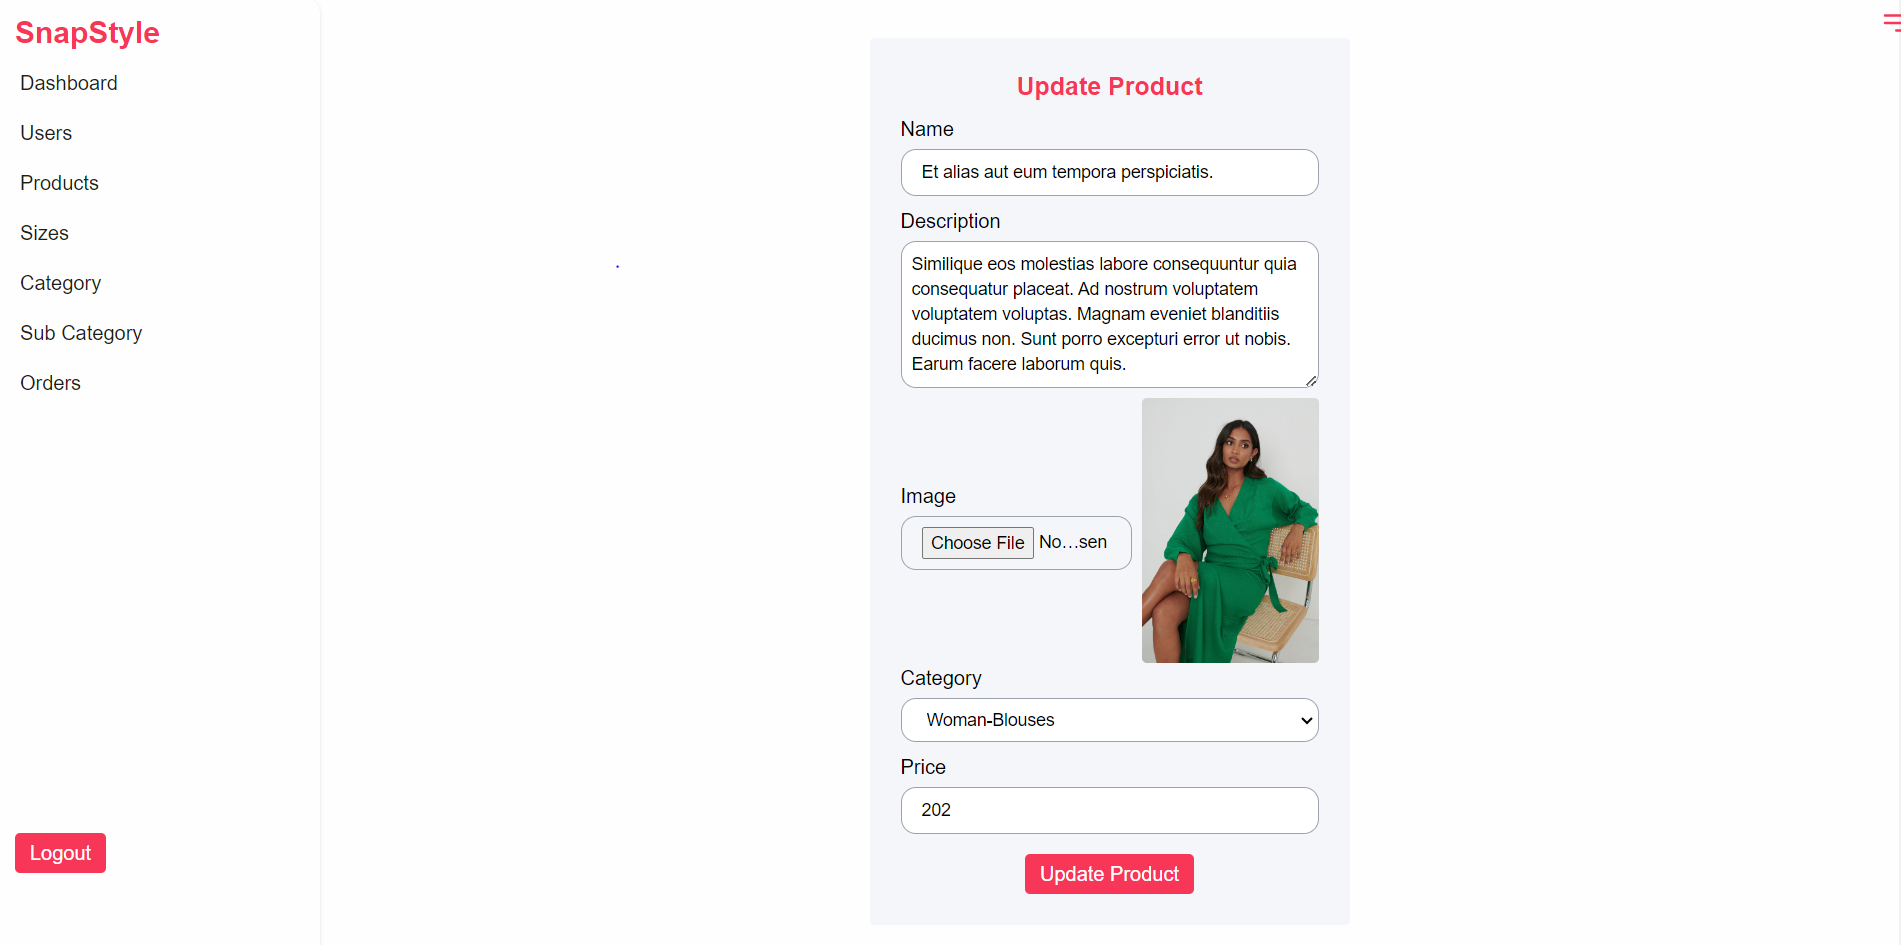 SnapStyle
Dashboard
Users
Products
Sizes
Category
Sub Category
Orders
Logout
Update Product
Name
Et alias aut eum tempora perspiciatis.
Description
Similique eos molestias labore consequuntur quia
consequatur placeat. Ad nostrum voluptatem
voluptatem voluptas. Magnam eveniet blanditiis
ducimus non. Sunt porro excepturi error ut nobis.
Earum facere laborum quis.
Image
Choose File No…sen
Category
Woman-Blouses
Price
202
Update Product